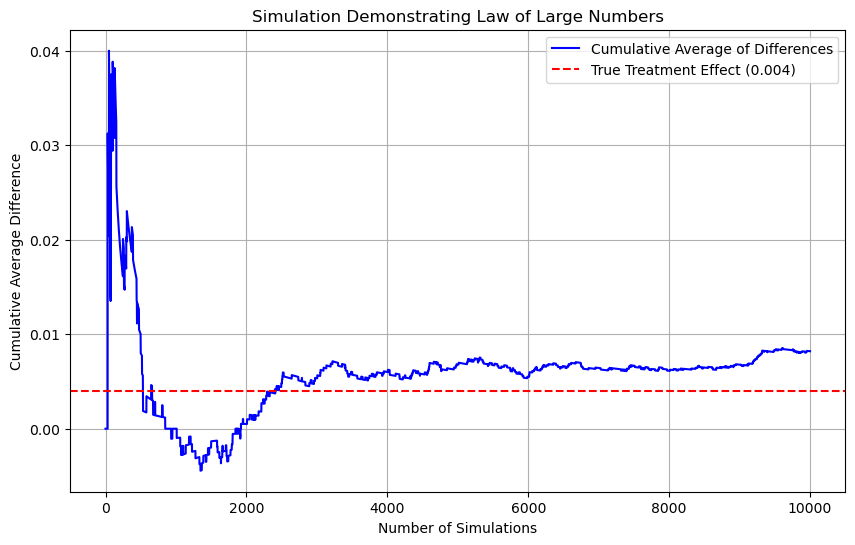 Simulation Demonstrating Law of Large Numbers
Cumulative Average of Differences
True Treatment Effect (0.004)
0.04
0.03
0.02
0.01
0.00
Cumulative Average Difference
0
2000
4000
6000
8000
10000
Number of Simulations